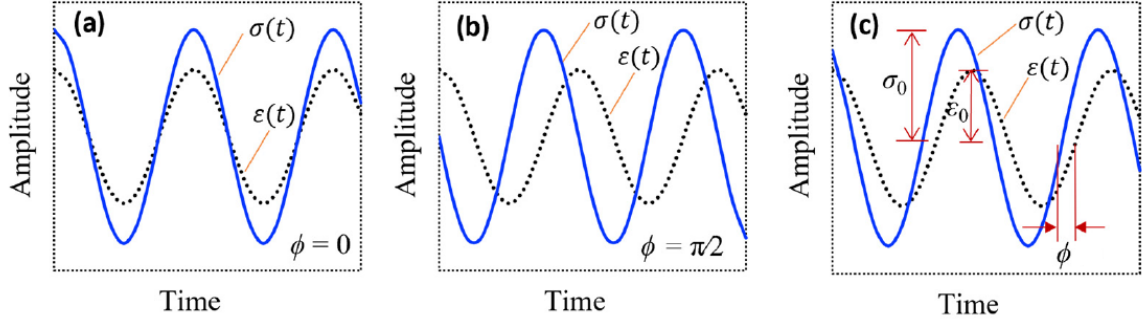 (a)
σ(t)
ε(t)
ϕ = 0
Amplitude
Time
(b)
σ(t)
ε(t)
ϕ = π/2
Amplitude
Time
(c)
σ(t)
ε(t)
σ₀
ε₀
ϕ
Amplitude
Time